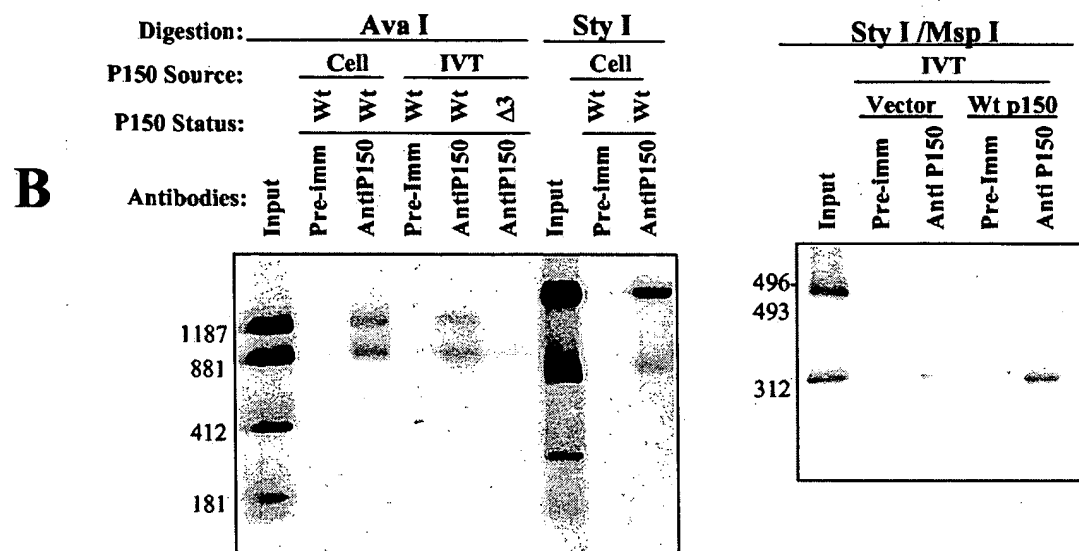 B
Digestion: Ava I Sty I
P150 Source: Cell IVT Cell
P150 Status: Wt Wt Wt Wt Δ3 Wt Wt
Antibodies: Input Pre-imm AntiP150 Pre-Imm AntiP150 AntiP150 Input Pre-imm AntiP150
1187
881
412
181
Sty I /Msp I
IVT
Vector Wt p150
Input Pre-imm Anti P150 Pre-Imm Anti P150
496
493
312